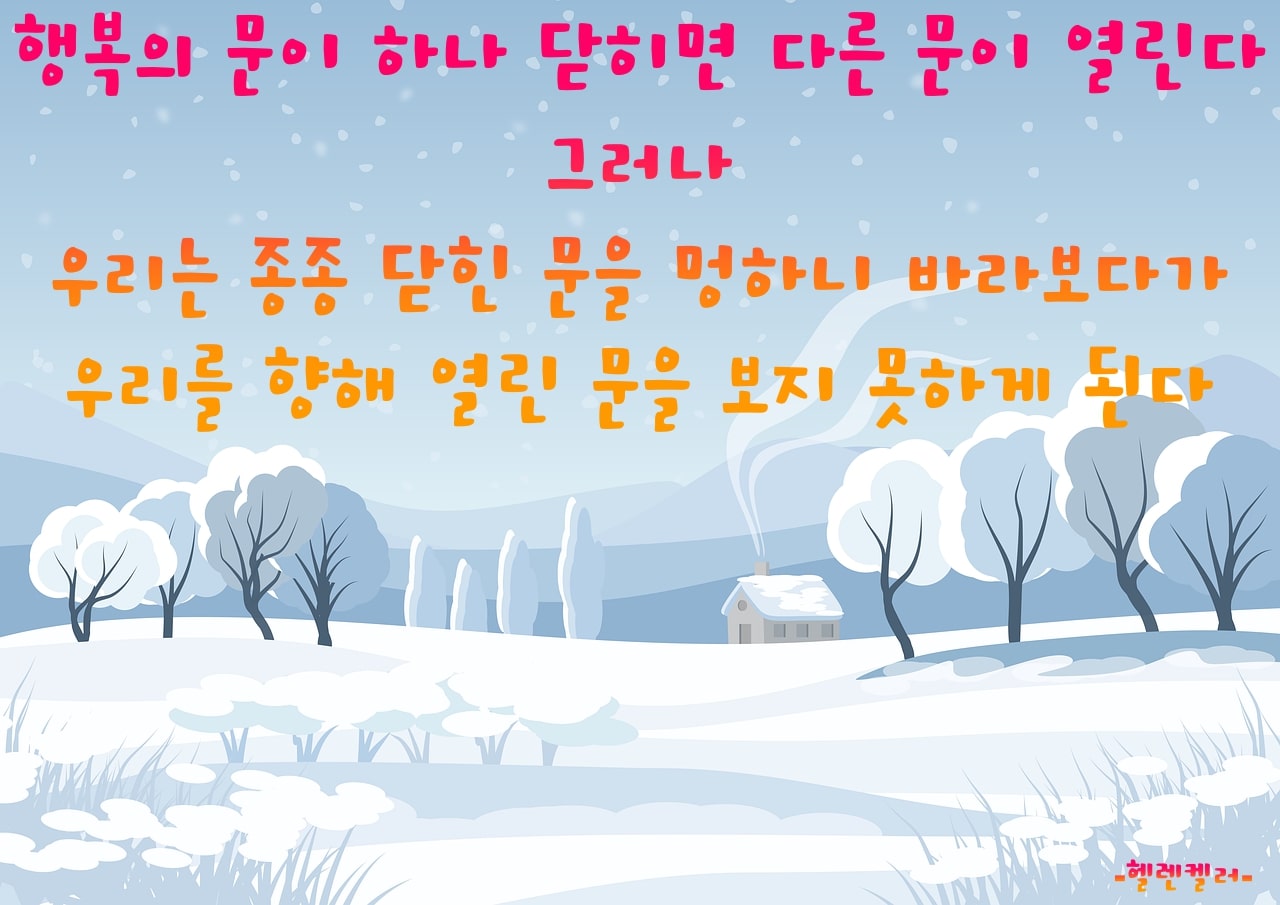 행복의 문이 하나 닫히면 다른 문이 열린다
그러나
우리는 종종 닫힌 문을 멍하니 바라보다가
우리를 향해 열린 문을 보지 못하게 된다
-헬렌켈러-